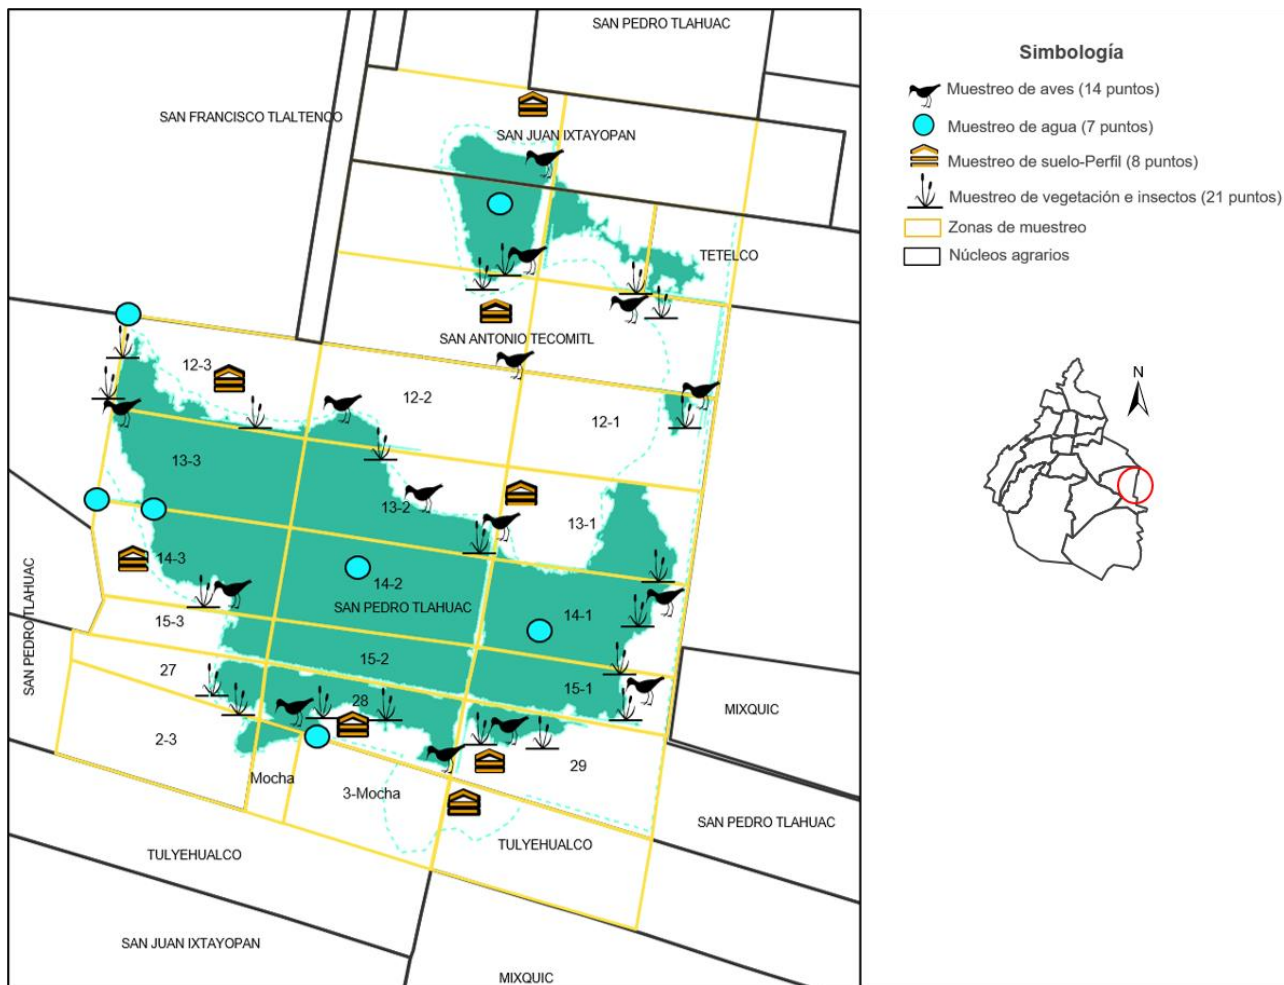 SAN PEDRO TLAHUAC
SAN FRANCISCO TLALTENCO
SAN JUAN IXTAYOPAN
TETELCO
SAN ANTONIO TECOMITL
12-3
12-2
12-1
13-3
13-2
13-1
14-3
14-2
14-1
SAN PEDRO TLAHUAC
SAN PEDRO TLAHUAC
15-3
15-2
15-1
27
28
29
2-3
Mocha
3-Mocha
MIXQUIC
SAN PEDRO TLAHUAC
TULYEHUALCO
TULYEHUALCO
SAN JUAN IXTAYOPAN
MIXQUIC
Simbología
Muestreo de aves (14 puntos)
Muestreo de agua (7 puntos)
Muestreo de suelo-Perfil (8 puntos)
Muestreo de vegetación e insectos (21 puntos)
Zonas de muestreo
Núcleos agrarios
N